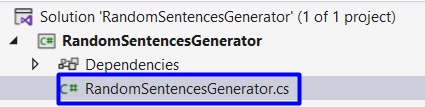 Solution 'RandomSentencesGenerator' (1 of 1 project)
C# RandomSentencesGenerator
Dependencies
C# RandomSentencesGenerator.cs